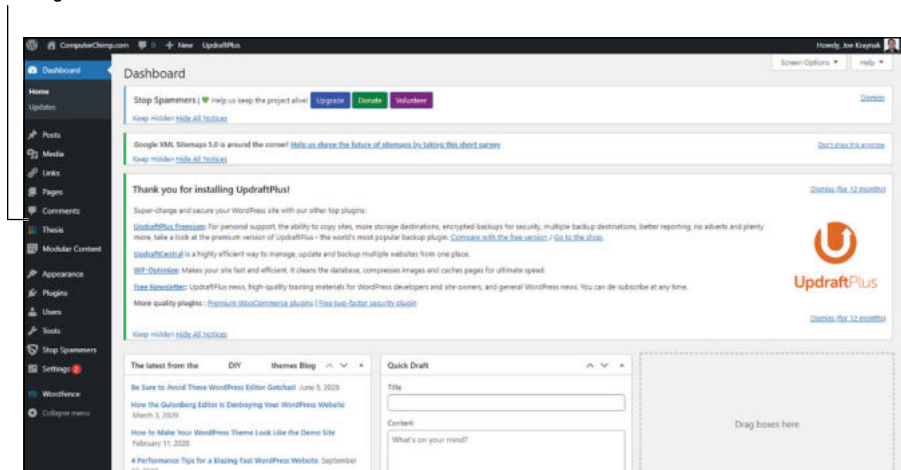 ComputerChimp.com 0 + New UpdraftPlus Howdy, Joe Kraynak
Dashboard
Home
Updates
Posts
Media
Links
Pages
Comments
Thesis
Modular Content
Appearance
Plugins
Users
Tools
Stop Spammers
Settings 2
Wordfence
Collapse menu
Screen Options Help
Dashboard
Stop Spammers | Help us keep the project alive! Upgrade Donate Volunteer Dismiss
Keep Hidden Hide All Notices
Google XML Sitemaps 5.0 is around the corner! Help us shape the future of sitemaps by taking this short survey Don't show this anymore
Keep Hidden Hide All Notices
Thank you for installing UpdraftPlus! Dismiss (for 12 months)
Super-charge and secure your WordPress site with our other top plugins:
UpdraftPlus Premium: For personal support, the ability to copy sites, more storage destinations, encrypted backups for security, multiple backup destinations, better reporting, no adverts and plenty
more, take a look at the premium version of UpdraftPlus - the world's most popular backup plugin. Compare with the free version / Go to the shop.
UpdraftCentral is a highly efficient way to manage, update and backup multiple websites from one place.
WP-Optimize: Makes your site fast and efficient. It cleans the database, compresses images and caches pages for ultimate speed.
Free Newsletter: UpdraftPlus news, high-quality training materials for WordPress developers and site-owners, and general WordPress news. You can de-subscribe at any time.
More quality plugins : Premium WooCommerce plugins | Free two-factor security plugin
UpdraftPlus
Dismiss (for 12 months)
Keep Hidden Hide All Notices
The latest from the DIY themes Blog
Be Sure to Avoid These WordPress Editor Gotchas! June 5, 2020
How the Gutenberg Editor is Destroying Your WordPress Website
March 3, 2020
How to Make Your WordPress Theme Look Like the Demo Site
February 11, 2020
4 Performance Tips for a Blazing Fast WordPress Website September
Quick Draft
Title
Content
What's on your mind?
Drag boxes here